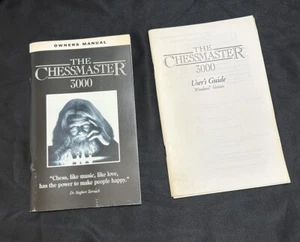 OWNERS MANUAL
THE
CHESSMASTER
3000
"Chess, like music, like love,
has the power to make people happy."
Dr. Siegbert Tarrasch
THE
CHESSMASTER
3000
User's Guide
Windows Version